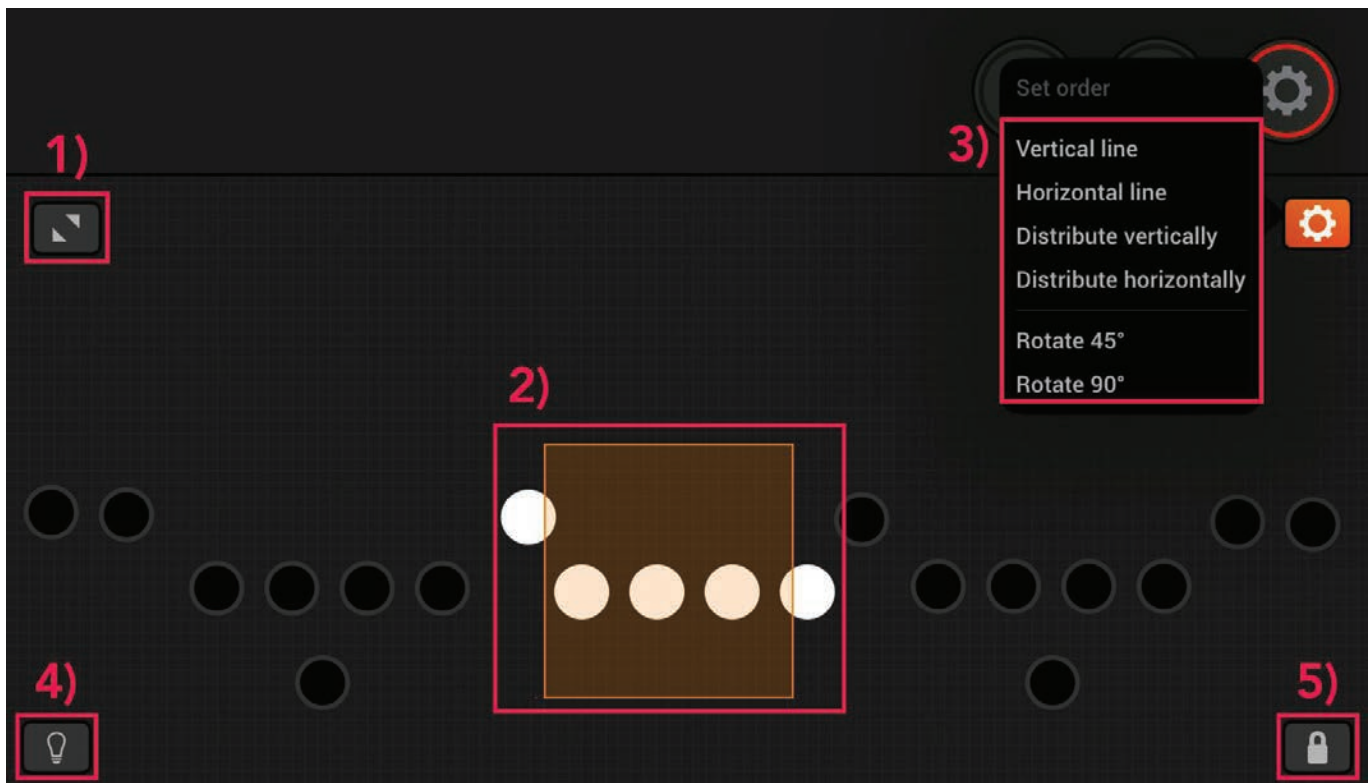 Set order
3)
Vertical line
1)
Horizontal line
Distribute vertically
Distribute horizontally
Rotate 45°
Rotate 90°
2)
4)
5)